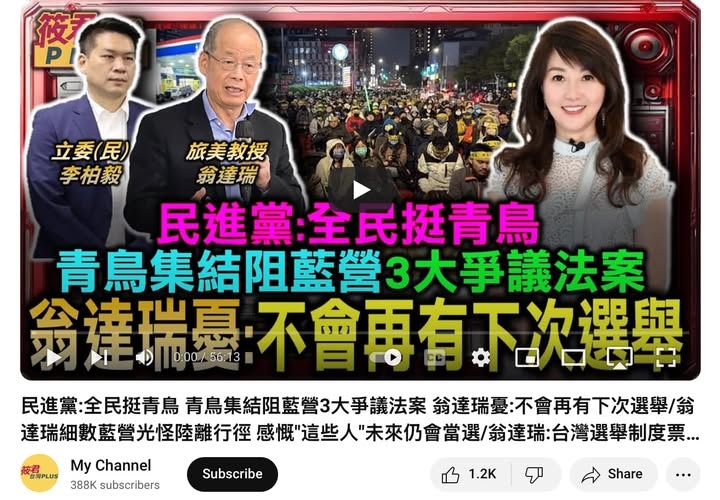 筱君
PLUS
立委(民)
李柏毅
旅美教授
翁達瑞
民進黨:全民挺青鳥
青鳥集結阻藍營3大爭議法案
翁達瑞憂:不會再有下次選舉
0:00 / 56:13
民進黨:全民挺青鳥 青鳥集結阻藍營3大爭議法案 翁達瑞憂:不會再有下次選舉/翁
達瑞細數藍營光怪陸離行徑 感慨"這些人"未來仍會當選/翁達瑞:台灣選舉制度票...
筱君
台灣PLUS
My Channel
388K subscribers
Subscribe
1.2K
Share